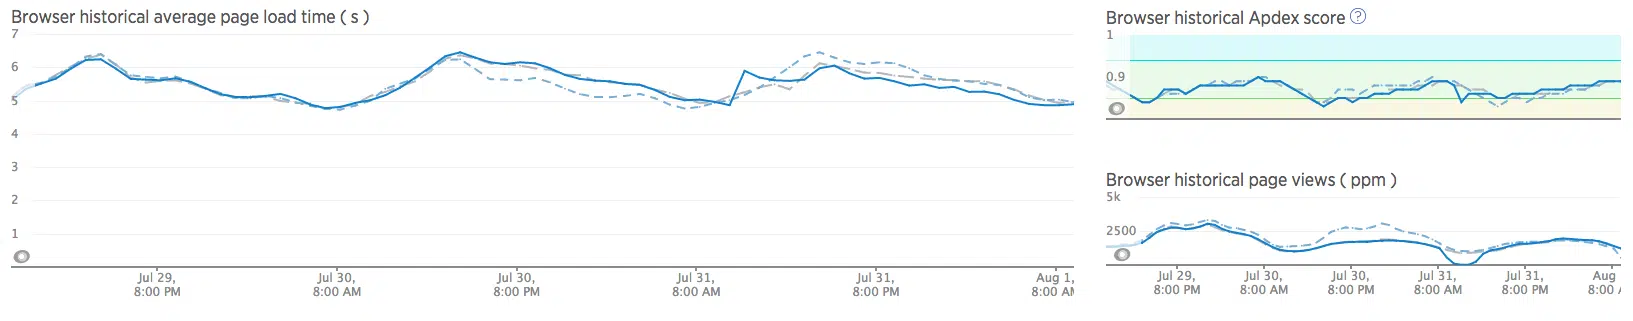 Browser historical average page load time ( s )
7
6
5
4
3
2
1
Jul 29,
8:00 PM
Jul 30,
8:00 AM
Jul 30,
8:00 PM
Jul 31,
8:00 AM
Jul 31,
8:00 PM
Aug 1,
8:00 AM
Browser historical Apdex score ?
1
0.9
Browser historical page views ( ppm )
5k
2500
Jul 29,
8:00 PM
Jul 30,
8:00 AM
Jul 30,
8:00 PM
Jul 31,
8:00 AM
Jul 31,
8:00 PM
Aug
8:00